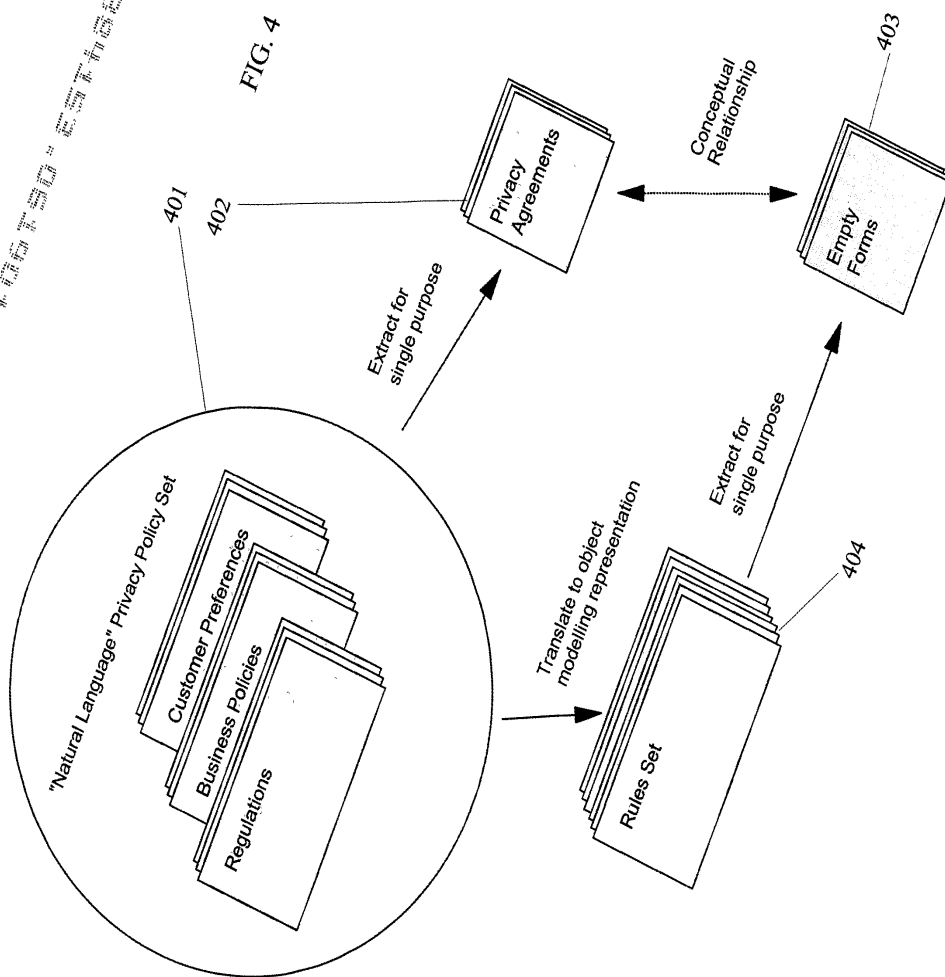 FIG. 4
401
402
"Natural Language" Privacy Policy Set
Customer Preferences
Business Policies
Regulations
Extract for
single purpose
Privacy
Agreements
Conceptual
Relationship
403
Empty
Forms
Translate to object
modelling representation
Extract for
single purpose
Rules Set
404